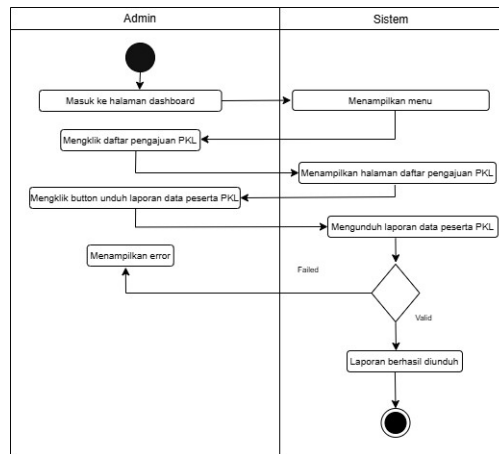 Admin
Sistem
Masuk ke halaman dashboard
Menampilkan menu
Mengklik daftar pengajuan PKL
Menampilkan halaman daftar pengajuan PKL
Mengklik button unduh laporan data peserta PKL
Mengunduh laporan data peserta PKL
Menampilkan error
Failed
Valid
Laporan berhasil diunduh